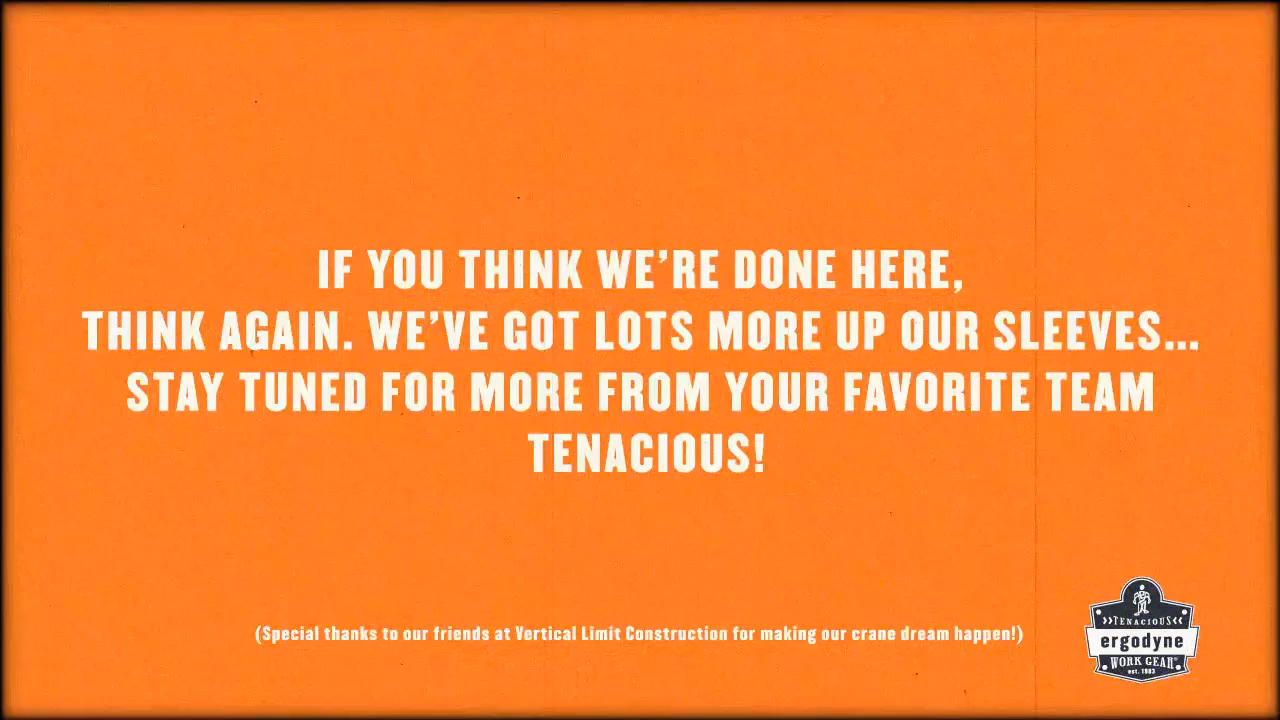 IF YOU THINK WE'RE DONE HERE,
THINK AGAIN. WE'VE GOT LOTS MORE UP OUR SLEEVES...
STAY TUNED FOR MORE FROM YOUR FAVORITE TEAM
TENACIOUS!
(Special thanks to our friends at Vertical Limit Construction for making our crane dream happen!)
TENACIOUS
ergodyne
WORK GEAR®
est. 1983